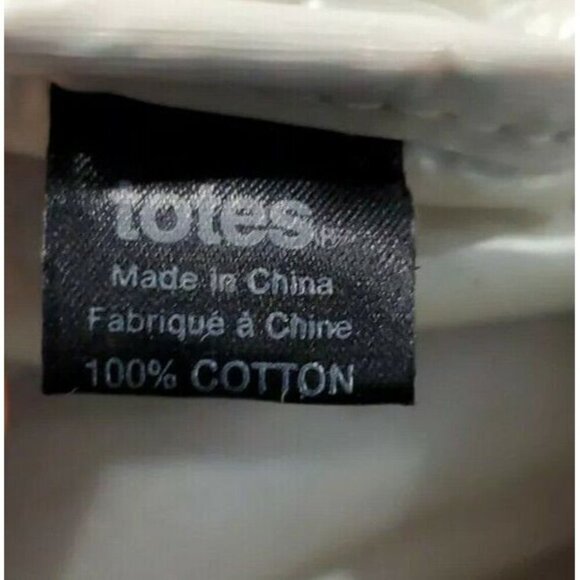 totes®
Made in China
Fabriqué à Chine
100% COTTON